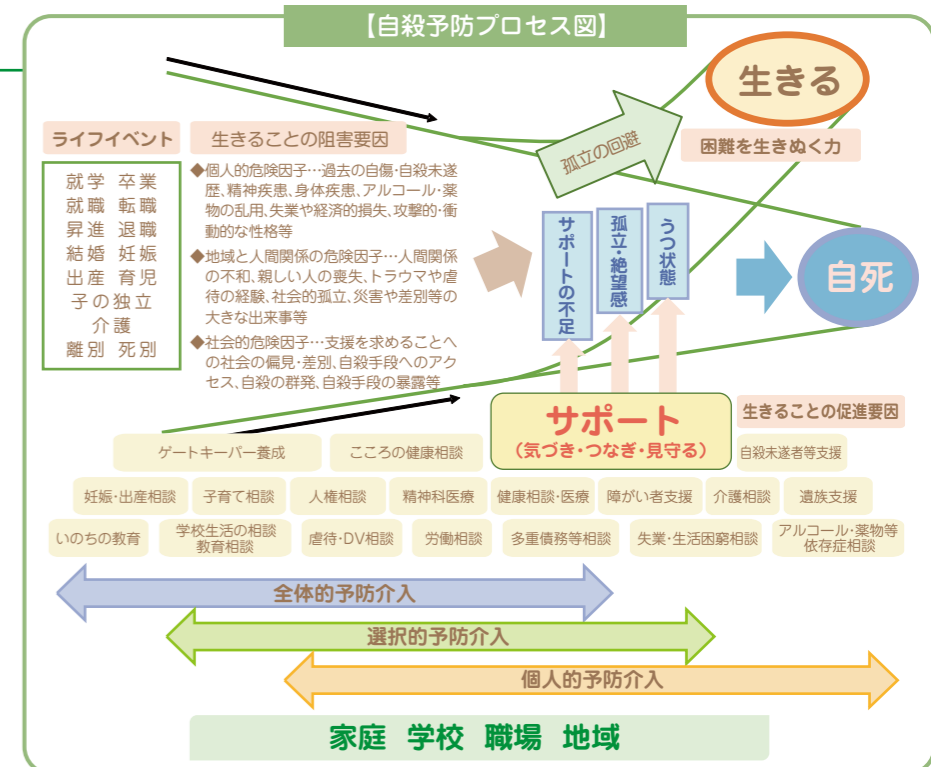 【自殺予防プロセス図】
生きる
困難を生きぬく力
孤立の回避
ライフイベント
就学 卒業
就職 転職
昇進 退職
結婚 妊娠
出産 育児
子の独立
介護
離別 死別
生きることの阻害要因
◆個人的危険因子…過去の自傷・自殺未遂
歴、精神疾患、身体疾患、アルコール・薬
物の乱用、失業や経済的損失、攻撃的・衝
動的な性格等
◆地域と人間関係の危険因子…人間関係
の不和、親しい人の喪失、トラウマや虐
待の経験、社会的孤立、災害や差別等の
大きな出来事等
◆社会的危険因子…支援を求めることへ
の社会の偏見・差別、自殺手段へのアク
セス、自殺の群発、自殺手段の暴露等
サポートの不足
孤立・絶望感
うつ状態
自死
サポート
（気づき・つなぎ・見守る）
生きることの促進要因
ゲートキーパー養成
こころの健康相談
自殺未遂者等支援
妊娠・出産相談
子育て相談
人権相談
精神科医療
健康相談・医療
障がい者支援
介護相談
遺族支援
いのちの教育
学校生活の相談
教育相談
虐待・DV相談
労働相談
多重債務等相談
失業・生活困窮相談
アルコール・薬物等
依存症相談
全体的予防介入
選択的予防介入
個人的予防介入
家庭 学校 職場 地域